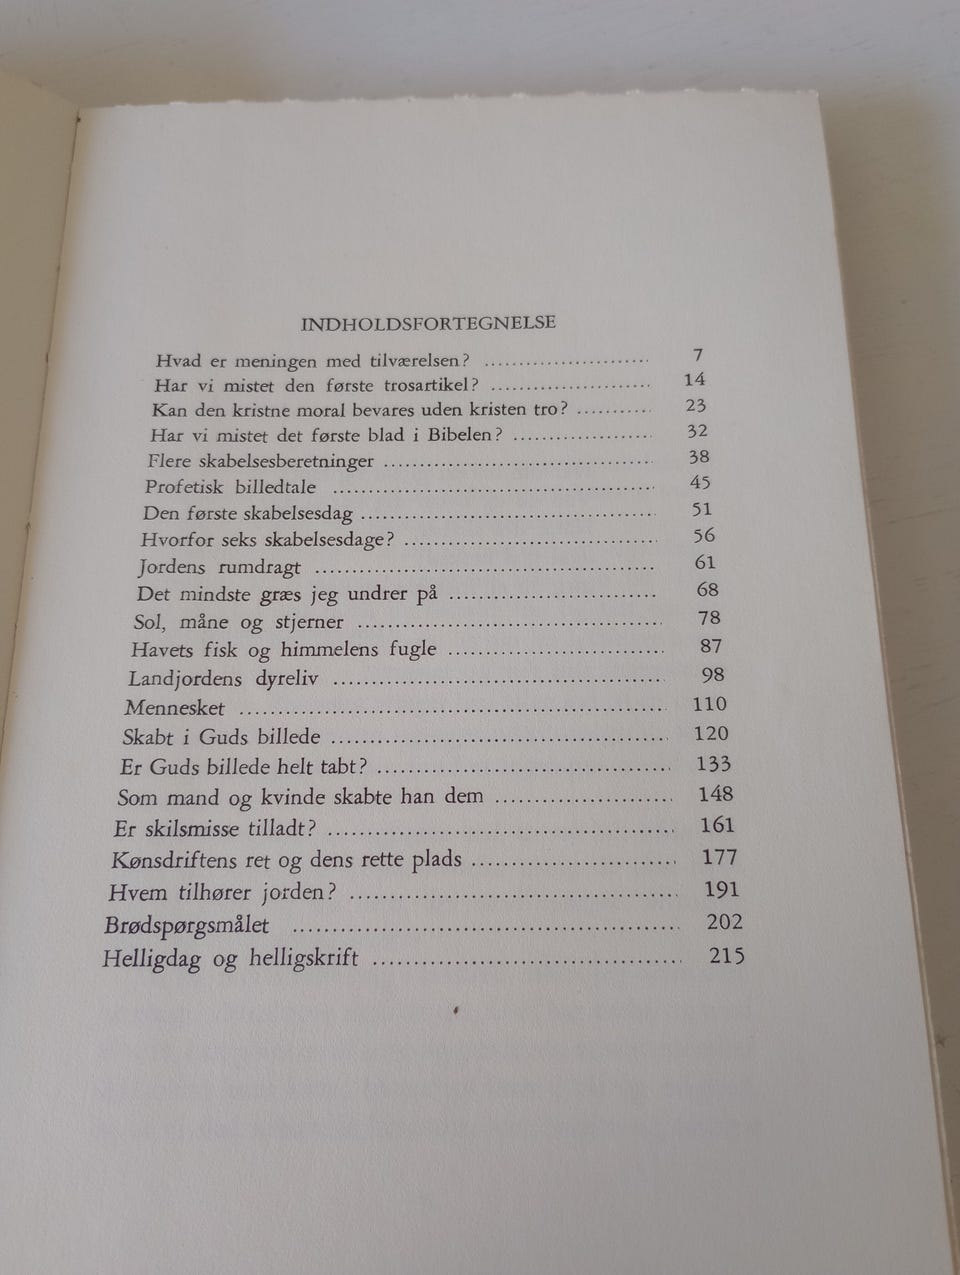 INDHOLDSFORTEGNELSE
Hvad er meningen med tilværelsen? ........................ 7
Har vi mistet den første trosartikel? ....................... 14
Kan den kristne moral bevares uden kristen tro? .......... 23
Har vi mistet det første blad i Bibelen? .................... 32
Flere skabelsesberetninger ....................................... 38
Profetisk billedtale .............................................. 45
Den første skabelsesdag .......................................... 51
Hvorfor seks skabelsesdage? .................................... 56
Jordens rumdragt ................................................ 61
Det mindste græs jeg undrer på .............................. 68
Sol, måne og stjerner .......................................... 78
Havets fisk og himmelens fugle .............................. 87
Landjordens dyreliv ............................................. 98
Mennesket ........................................................ 110
Skabt i Guds billede ............................................. 120
Er Guds billede helt tabt? ...................................... 133
Som mand og kvinde skabte han dem ........................ 148
Er skilsmisse tilladt? ............................................ 161
Kønsdriftens ret og dens rette plads ........................... 177
Hvem tilhører jorden? .......................................... 191
Brødspørgsmålet ................................................ 202
Helligdag og helligskrift ....................................... 215